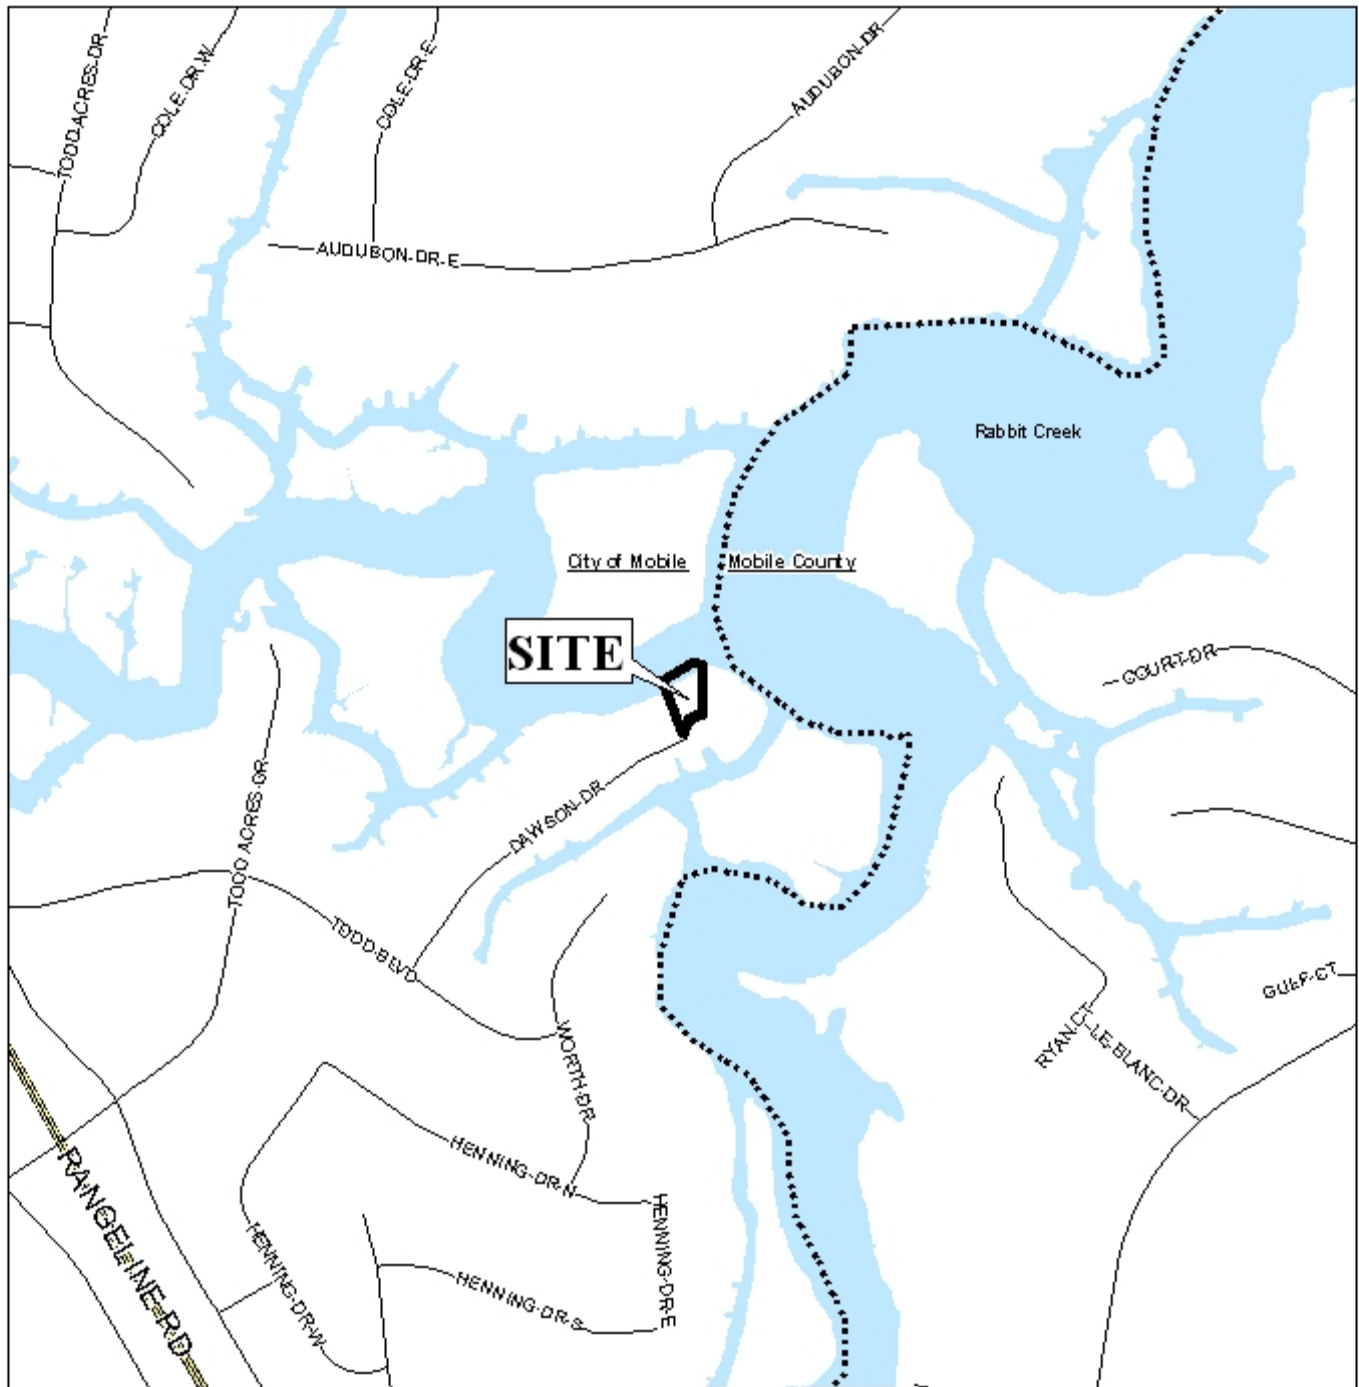 TODD ACRES DR
COLE DR W
COLE DR E
AUDUBON DR
AUDUBON DR E
Rabbit Creek
City of Mobile
Mobile County
SITE
COURT DR
TODD ACRES DR
DAWSON DR
TODD BLVD
GULF CT
RYAN CT
LE BLANC DR
WORTH DR
HENNING DR N
RANGELINE RD
HENNING DR W
HENNING DR E
HENNING DR S